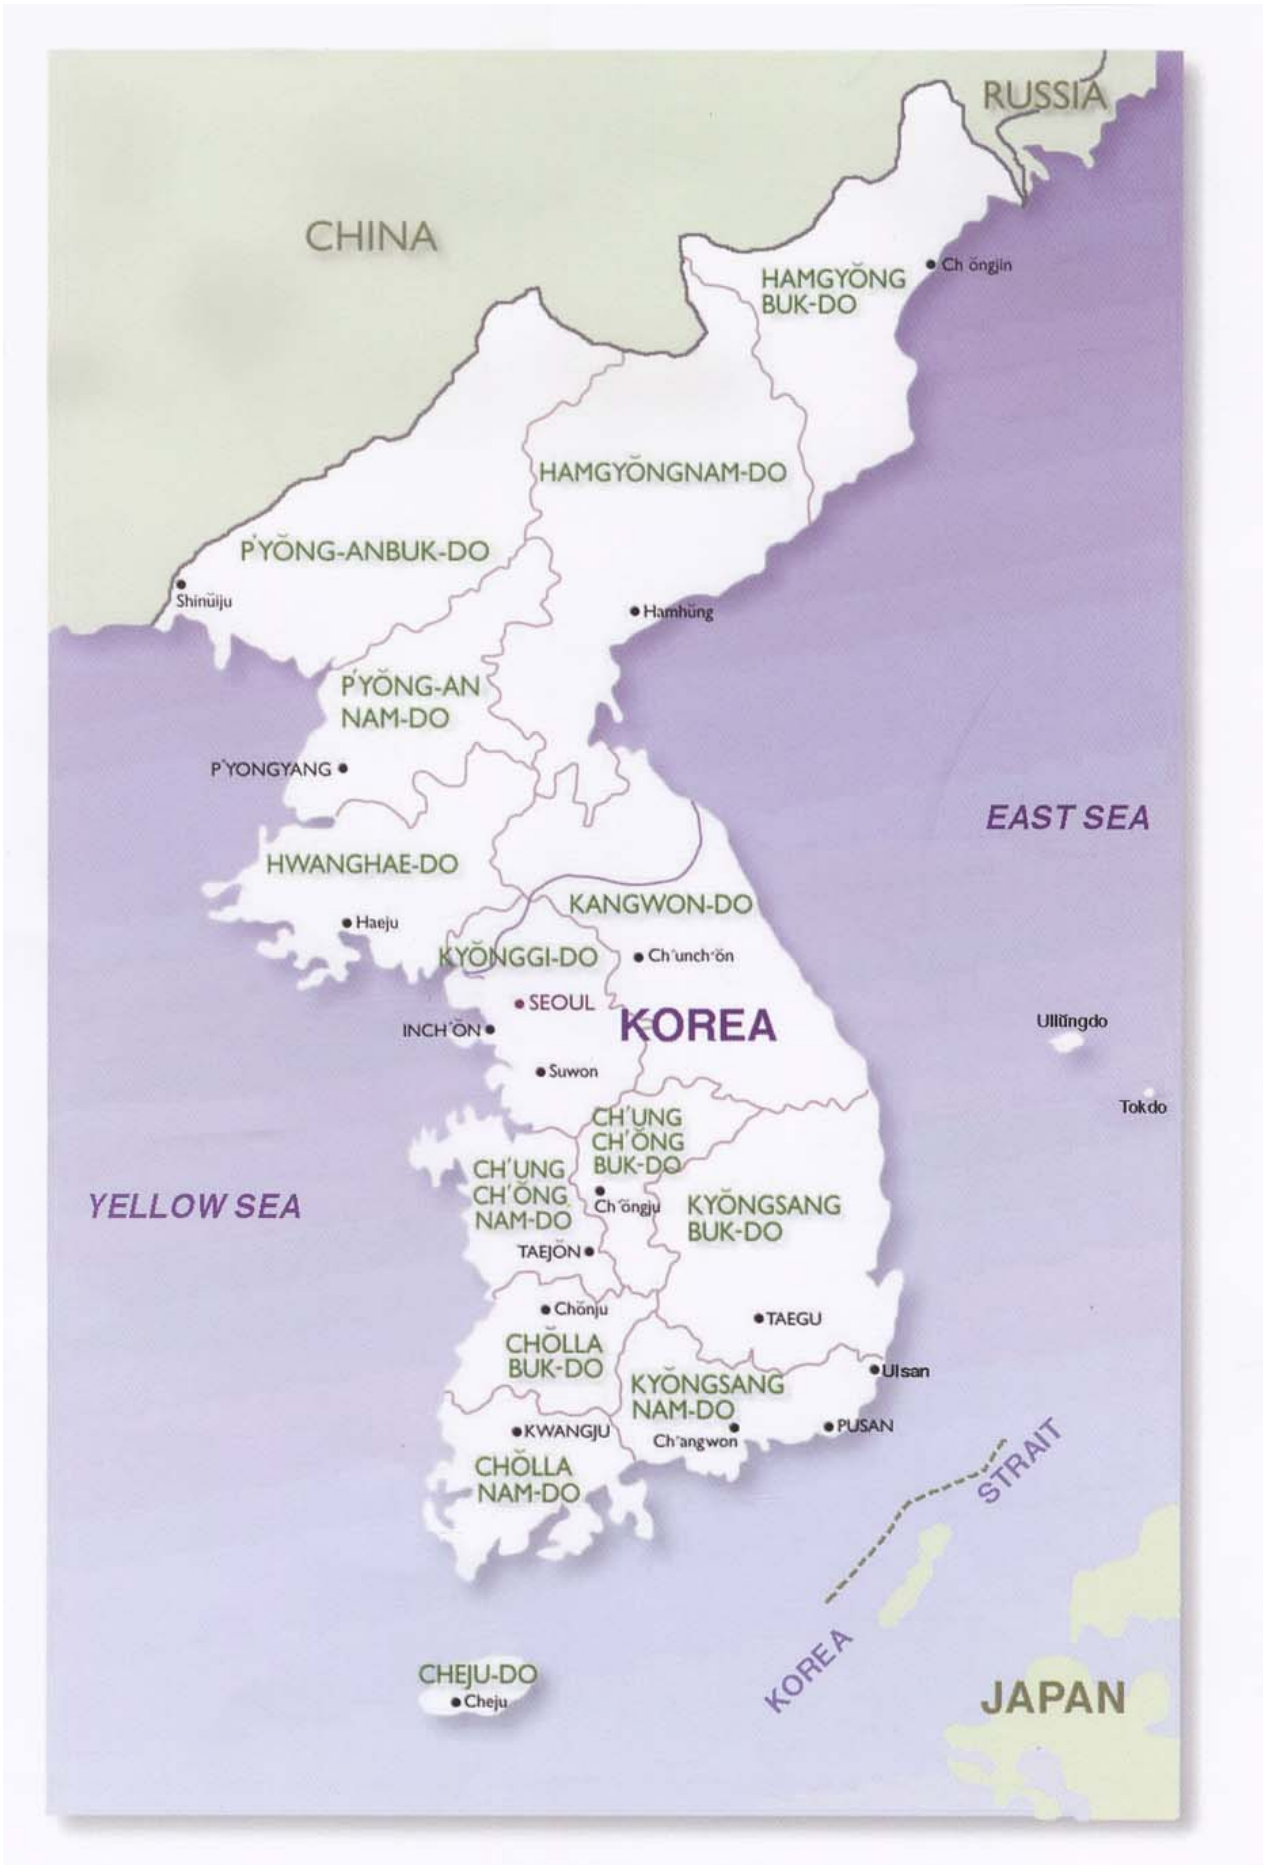 RUSSIA
CHINA
Ch ŏngjin
HAMGYŎNG
BUK-DO
HAMGYŎNGNAM-DO
P'YŎNG-ANBUK-DO
Shinŭiju
Hamhŭng
P'YŎNG-AN
NAM-DO
P'YONGYANG
EAST SEA
HWANGHAE-DO
KANGWON-DO
Haeju
KYŎNGGI-DO
Ch'unch'ŏn
SEOUL
KOREA
INCH'ŎN
Ullŭngdo
Suwon
Tokdo
CH'UNG
CH'ŎNG
BUK-DO
CH'UNG
CH'ŎNG
NAM-DO
Ch'ŏngju
YELLOW SEA
KYŎNGSANG
BUK-DO
TAEJŎN
Chŏnju
TAEGU
CHŎLLA
BUK-DO
Ulsan
KYŎNGSANG
NAM-DO
KWANGJU
Ch'angwon
PUSAN
CHŎLLA
NAM-DO
KOREA STRAIT
CHEJU-DO
Cheju
JAPAN